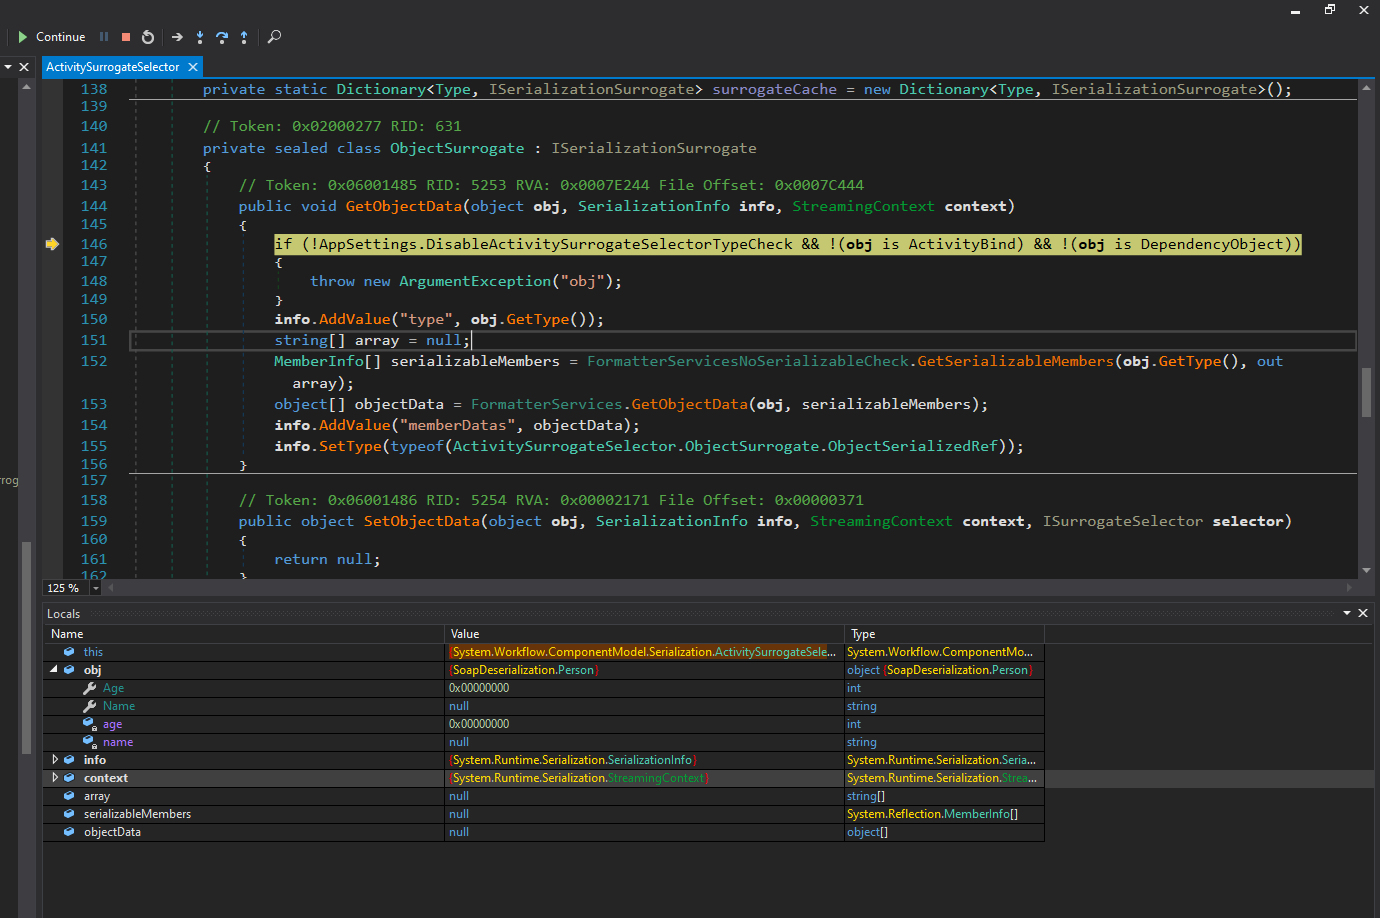 Continue
ActivitySurrogateSelector
138 private static Dictionary<Type, ISerializationSurrogate> surrogateCache = new Dictionary<Type, ISerializationSurrogate>();
139
140 // Token: 0x02000277 RID: 631
141 private sealed class ObjectSurrogate : ISerializationSurrogate
142 {
143 // Token: 0x06001485 RID: 5253 RVA: 0x0007E244 File Offset: 0x0007C444
144 public void GetObjectData(object obj, SerializationInfo info, StreamingContext context)
145 {
146 if (!AppSettings.DisableActivitySurrogateSelectorTypeCheck && !(obj is ActivityBind) && !(obj is DependencyObject))
147 {
148 throw new ArgumentException("obj");
149 }
150 info.AddValue("type", obj.GetType());
151 string[] array = null;
152 MemberInfo[] serializableMembers = FormatterServicesNoSerializableCheck.GetSerializableMembers(obj.GetType(), out
array);
153 object[] objectData = FormatterServices.GetObjectData(obj, serializableMembers);
154 info.AddValue("memberDatas", objectData);
155 info.SetType(typeof(ActivitySurrogateSelector.ObjectSurrogate.ObjectSerializedRef));
156 }
157
rrog
158 // Token: 0x06001486 RID: 5254 RVA: 0x00002171 File Offset: 0x00000371
159 public object SetObjectData(object obj, SerializationInfo info, StreamingContext context, ISurrogateSelector selector)
160 {
161 return null;
162 }
125 %
Locals
Name Value Type
this {System.Workflow.ComponentModel.Serialization.ActivitySurrogateSele... System.Workflow.ComponentMo...
obj {SoapDeserialization.Person} object {SoapDeserialization.Person}
Age 0x00000000 int
Name null string
age 0x00000000 int
name null string
info {System.Runtime.Serialization.SerializationInfo} System.Runtime.Serialization.Seria...
context {System.Runtime.Serialization.StreamingContext} System.Runtime.Serialization.Strea...
array null string[]
serializableMembers null System.Reflection.MemberInfo[]
objectData null object[]